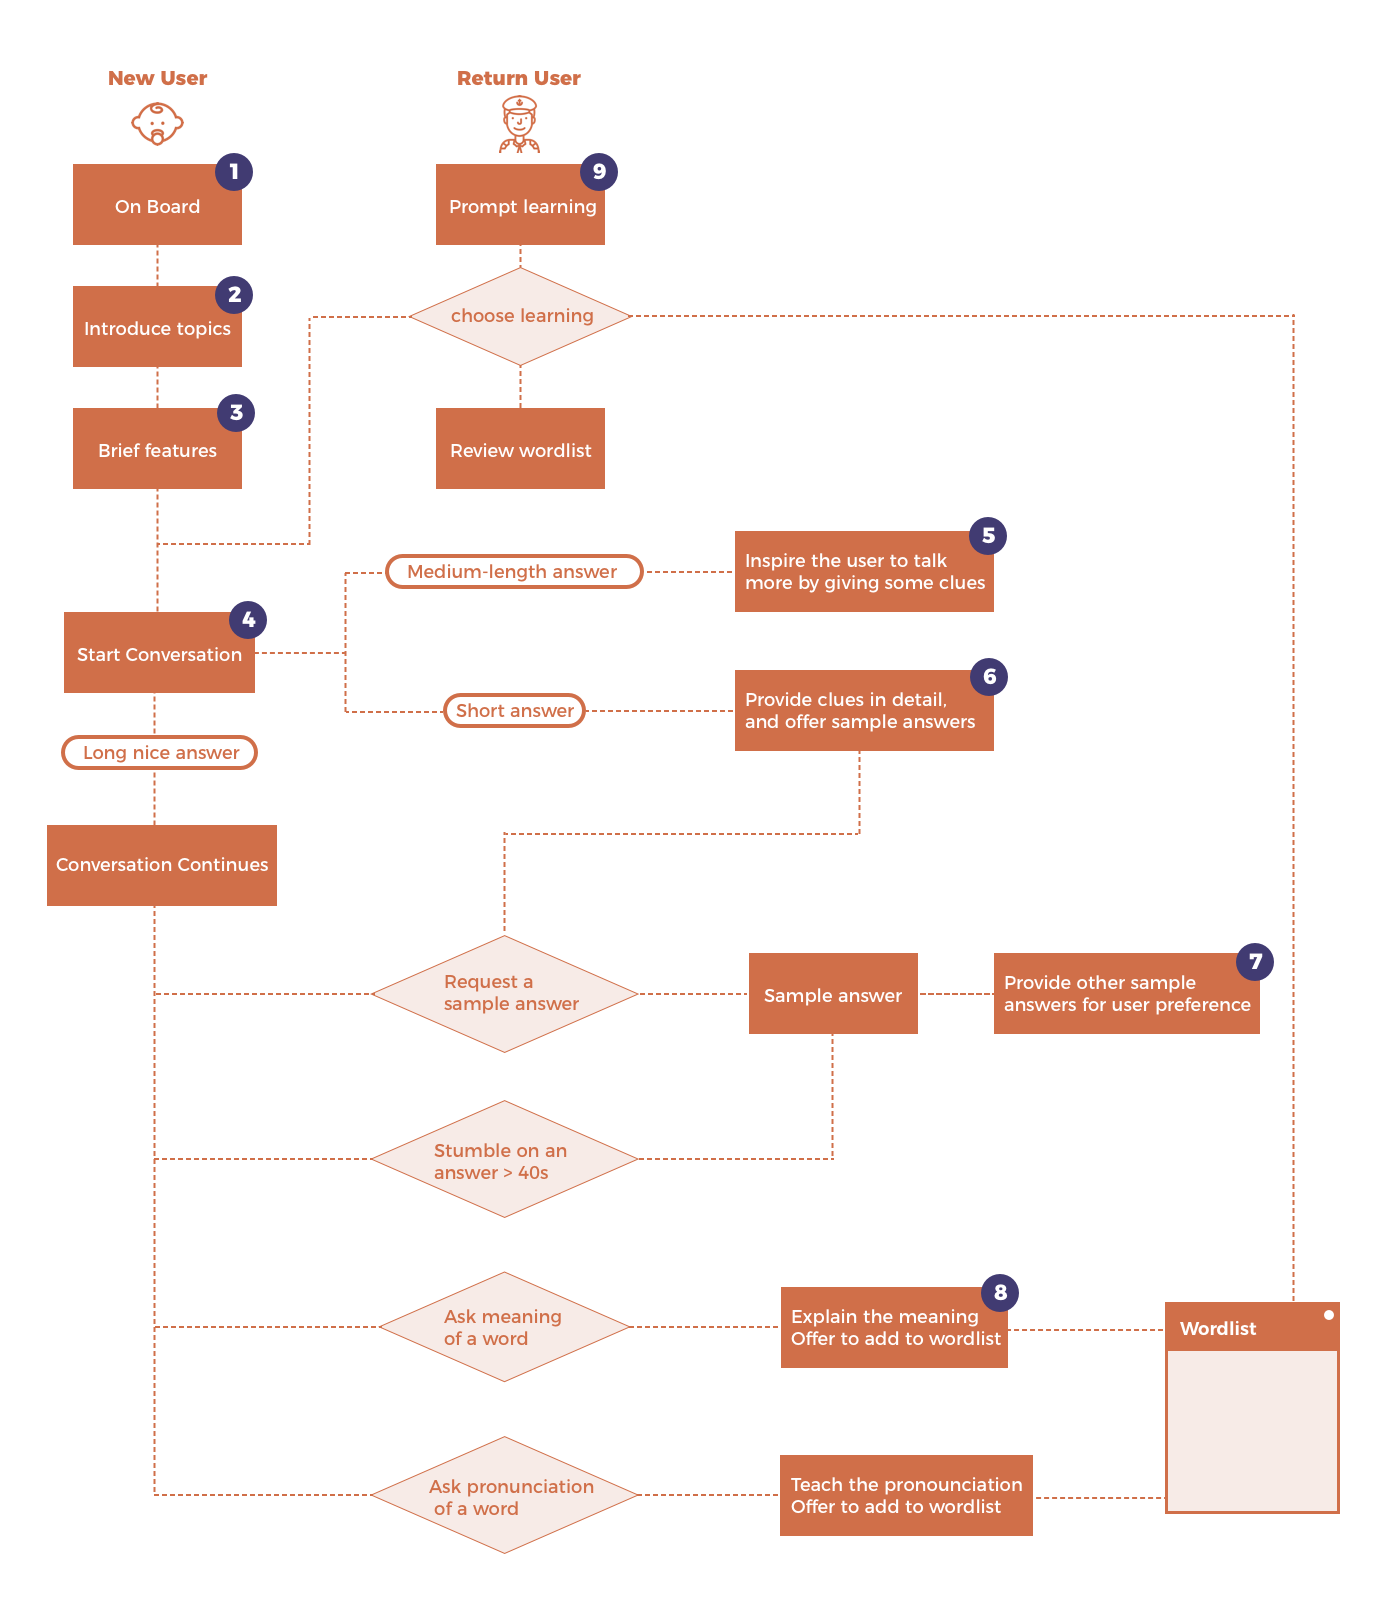 New User
Return User
1
On Board
9
Prompt learning
2
Introduce topics
choose learning
3
Brief features
Review wordlist
5
Inspire the user to talk
more by giving some clues
Medium-length answer
4
Start Conversation
6
Provide clues in detail,
and offer sample answers
Short answer
Long nice answer
Conversation Continues
Request a
sample answer
Sample answer
7
Provide other sample
answers for user preference
Stumble on an
answer > 40s
Ask meaning
of a word
8
Explain the meaning
Offer to add to wordlist
Wordlist
Ask pronunciation
of a word
Teach the pronounciation
Offer to add to wordlist